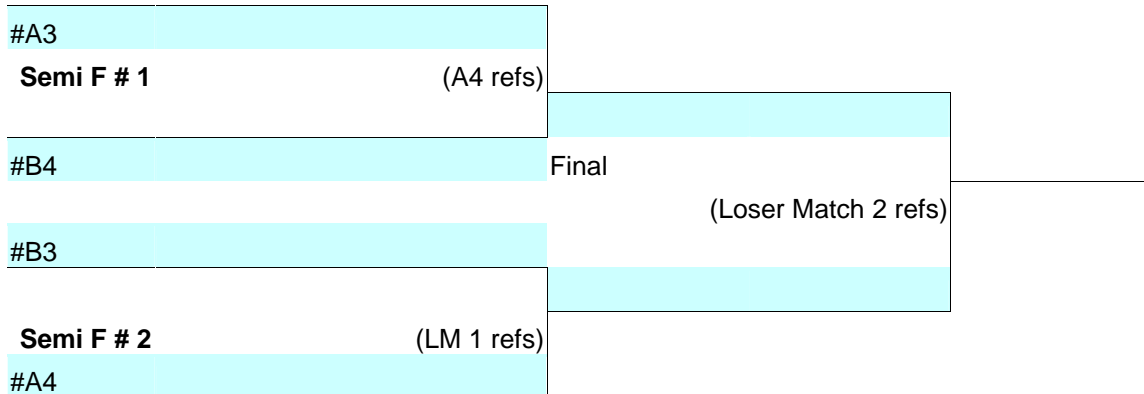 #A3
Semi F # 1 (A4 refs)
#B4 Final
(Loser Match 2 refs)
#B3
Semi F # 2 (LM 1 refs)
#A4